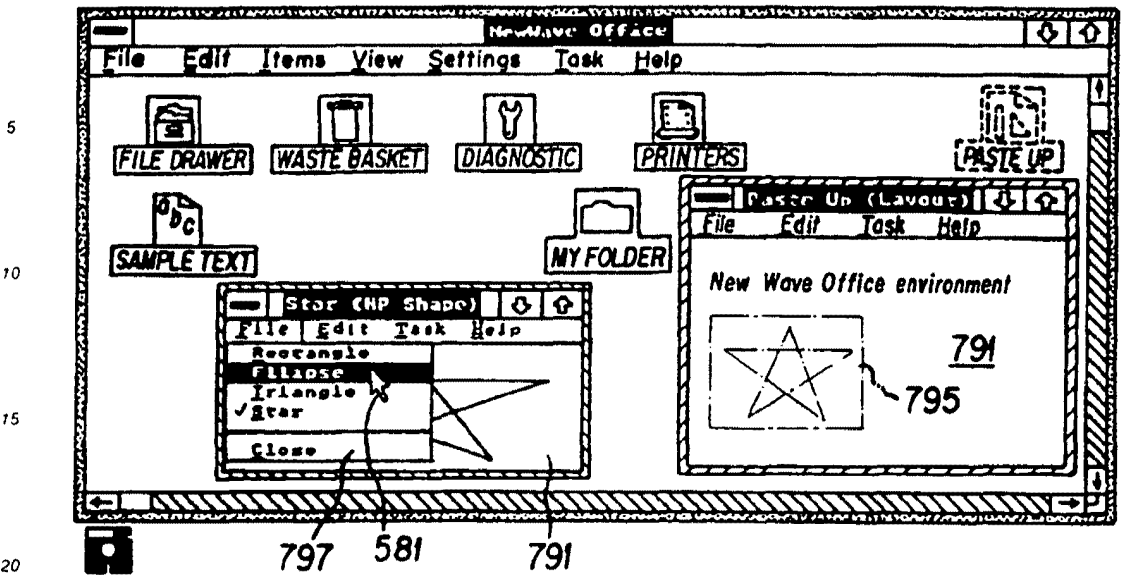 NewWave Office
File Edit Items View Settings Task Help
5
FILE DRAWER WASTE BASKET DIAGNOSTIC PRINTERS PASTE UP
Paste Up (Layout)
File Edit Task Help
abc
SAMPLE TEXT MY FOLDER
10
New Wave Office environment
Star (HP Shape)
File Edit Task Help
Rectangle
Ellipse
Triangle
✓ Star
Close
791
795
15
797 581 791
20